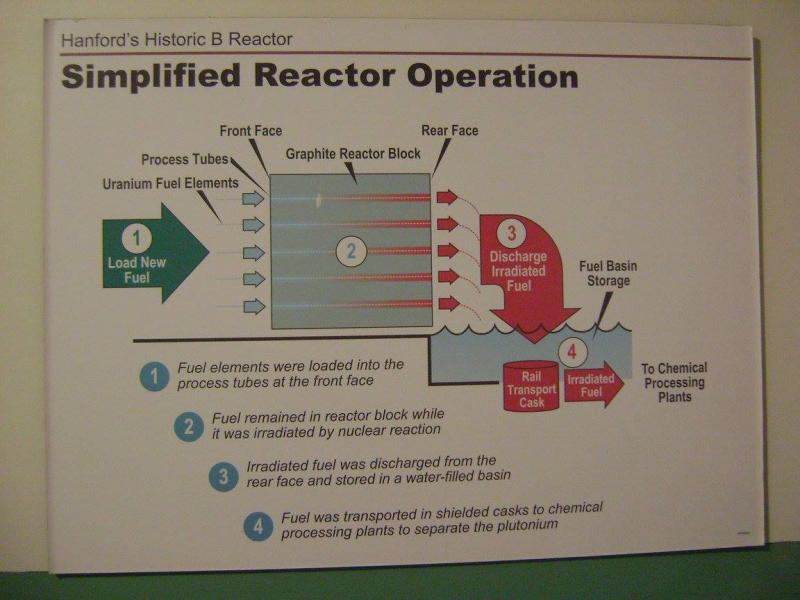 Hanford's Historic B Reactor
Simplified Reactor Operation
Front Face
Rear Face
Process Tubes
Graphite Reactor Block
Uranium Fuel Elements
1
Load New
Fuel
2
3
Discharge
Irradiated
Fuel
Fuel Basin
Storage
4
Rail
Transport
Cask
Irradiated
Fuel
To Chemical
Processing
Plants
1 Fuel elements were loaded into the
process tubes at the front face
2 Fuel remained in reactor block while
it was irradiated by nuclear reaction
3 Irradiated fuel was discharged from the
rear face and stored in a water-filled basin
4 Fuel was transported in shielded casks to chemical
processing plants to separate the plutonium